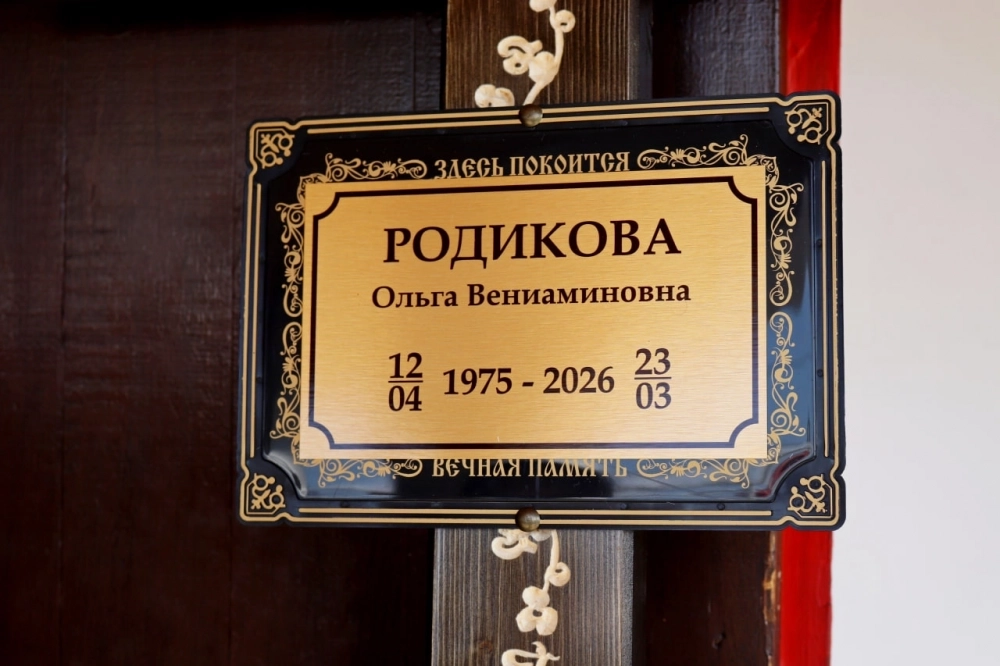 ЗДЕСЬ ПОКОИТСЯ
РОДИКОВА
Ольга Вениаминовна
12/04 1975 - 2026 23/03
ВЕЧНАЯ ПАМЯТЬ